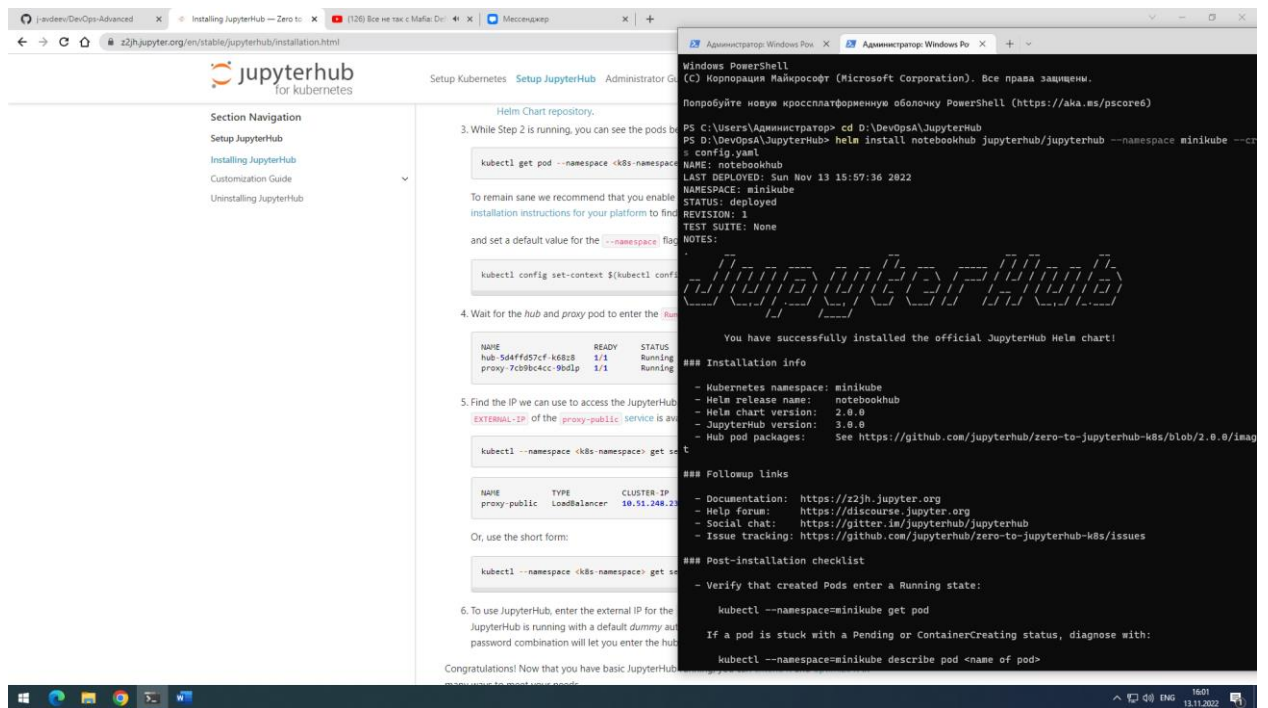 j-avdeev/DevOps-Advanced
Installing JupyterHub — Zero to
(126) Все не так с Mafia: De
Мессенджер
z2jh.jupyter.org/en/stable/jupyterhub/installation.html
jupyterhub
for kubernetes
Setup Kubernetes Setup JupyterHub Administrator Gu
Section Navigation
Setup JupyterHub
Installing JupyterHub
Customization Guide
Uninstalling JupyterHub
Helm Chart repository.
3. While Step 2 is running, you can see the pods be
kubectl get pod --namespace <k8s-namespace
To remain sane we recommend that you enable
installation instructions for your platform to find
and set a default value for the --namespace flag
kubectl config set-context $(kubectl confi
4. Wait for the hub and proxy pod to enter the Run
NAME READY STATUS
hub-5d4ffd57cf-k68z8 1/1 Running
proxy-7cb9bc4cc-9bdlp 1/1 Running
5. Find the IP we can use to access the JupyterHub
EXTERNAL-IP of the proxy-public service is ava
kubectl --namespace <k8s-namespace> get se
NAME TYPE CLUSTER-IP
proxy-public LoadBalancer 10.51.248.23
Or, use the short form:
kubectl --namespace <k8s-namespace> get se
6. To use JupyterHub, enter the external IP for the
JupyterHub is running with a default dummy aut
password combination will let you enter the hub
Congratulations! Now that you have basic JupyterHub
many ways to meet your needs.
Администратор: Windows Pow
Администратор: Windows Po
Windows PowerShell
(C) Корпорация Майкрософт (Microsoft Corporation). Все права защищены.
Попробуйте новую кроссплатформенную оболочку PowerShell (https://aka.ms/pscore6)
PS C:\Users\Администратор> cd D:\DevOpsA\JupyterHub
PS D:\DevOpsA\JupyterHub> helm install notebookhub jupyterhub/jupyterhub --namespace minikube --cr
s config.yaml
NAME: notebookhub
LAST DEPLOYED: Sun Nov 13 15:57:36 2022
NAMESPACE: minikube
STATUS: deployed
REVISION: 1
TEST SUITE: None
NOTES:
JupyterHub
You have successfully installed the official JupyterHub Helm chart!
### Installation info
- Kubernetes namespace: minikube
- Helm release name: notebookhub
- Helm chart version: 2.0.0
- JupyterHub version: 3.0.0
- Hub pod packages: See https://github.com/jupyterhub/zero-to-jupyterhub-k8s/blob/2.0.0/imag
t
### Followup links
- Documentation: https://z2jh.jupyter.org
- Help forum: https://discourse.jupyter.org
- Social chat: https://gitter.im/jupyterhub/jupyterhub
- Issue tracking: https://github.com/jupyterhub/zero-to-jupyterhub-k8s/issues
### Post-installation checklist
- Verify that created Pods enter a Running state:
kubectl --namespace=minikube get pod
If a pod is stuck with a Pending or ContainerCreating status, diagnose with:
kubectl --namespace=minikube describe pod <name of pod>
ENG
16:01
13.11.2022